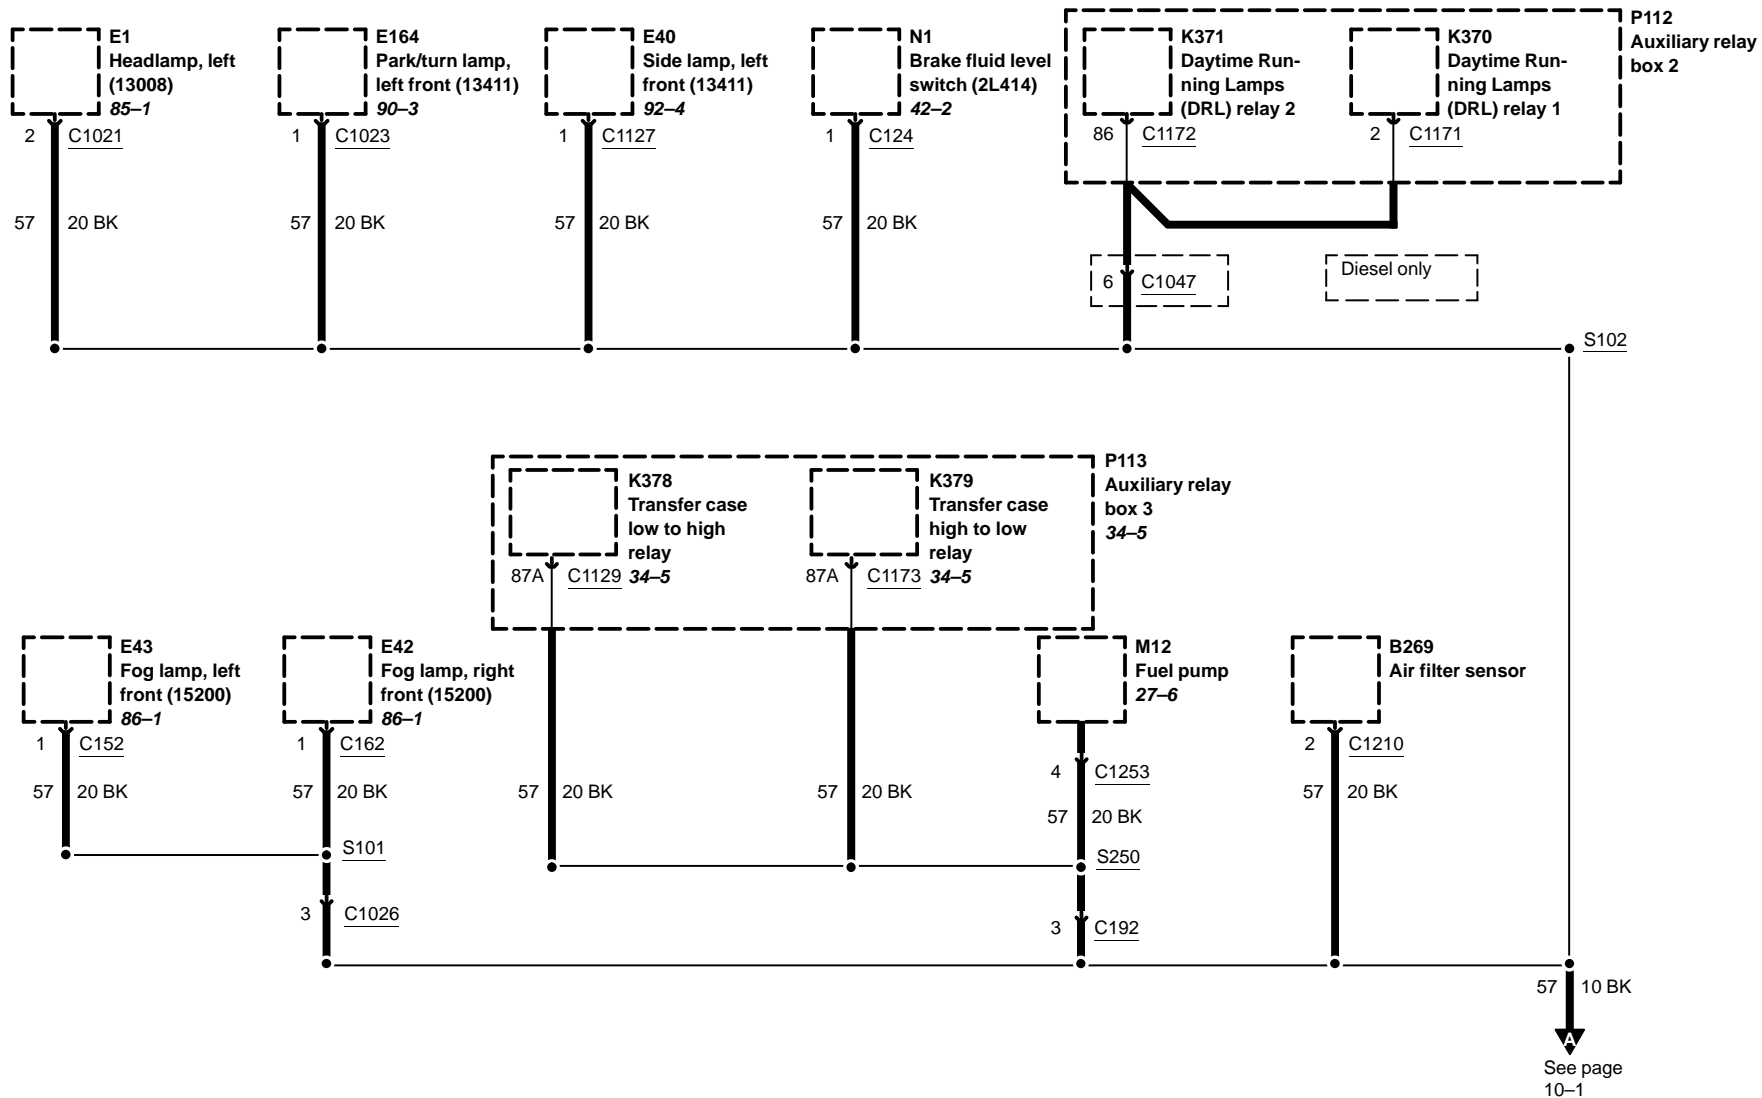 E1
Headlamp, left
(13008)
85–1
2 C1021
57 20 BK
E164
Park/turn lamp,
left front (13411)
90–3
1 C1023
57 20 BK
E40
Side lamp, left
front (13411)
92–4
1 C1127
57 20 BK
N1
Brake fluid level
switch (2L414)
42–2
1 C124
57 20 BK
K371
Daytime Run-
ning Lamps
(DRL) relay 2
86 C1172
K370
Daytime Run-
ning Lamps
(DRL) relay 1
2 C1171
P112
Auxiliary relay
box 2
6 C1047
Diesel only
S102
K378
Transfer case
low to high
relay
34–5
87A C1129
K379
Transfer case
high to low
relay
34–5
87A C1173
P113
Auxiliary relay
box 3
34–5
E43
Fog lamp, left
front (15200)
86–1
1 C152
57 20 BK
E42
Fog lamp, right
front (15200)
86–1
1 C162
57 20 BK
S101
3 C1026
57 20 BK
57 20 BK
M12
Fuel pump
27–6
4 C1253
57 20 BK
S250
3 C192
B269
Air filter sensor
2 C1210
57 20 BK
57 10 BK
A
See page
10–1